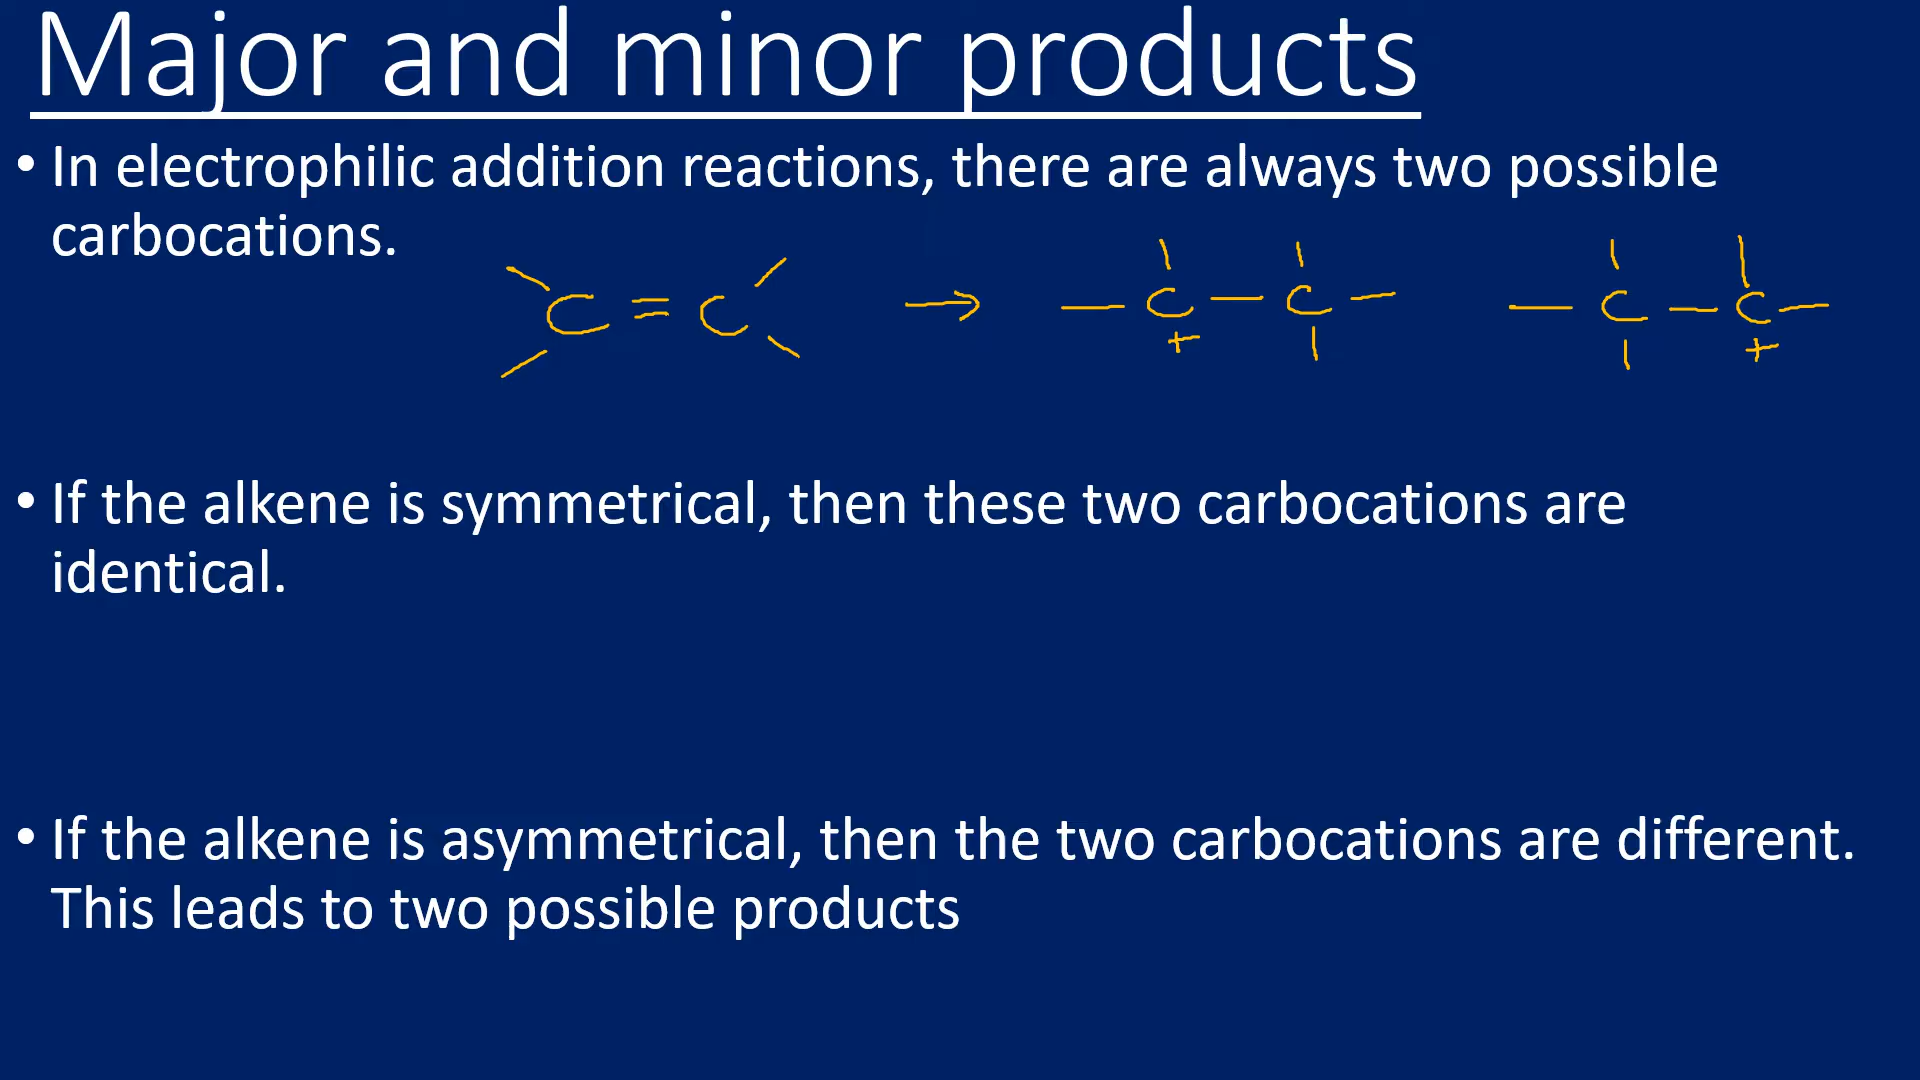 Major and minor products
• In electrophilic addition reactions, there are always two possible
carbocations.
C = C → — C — C — — C — C —
+ +
• If the alkene is symmetrical, then these two carbocations are
identical.
• If the alkene is asymmetrical, then the two carbocations are different.
This leads to two possible products